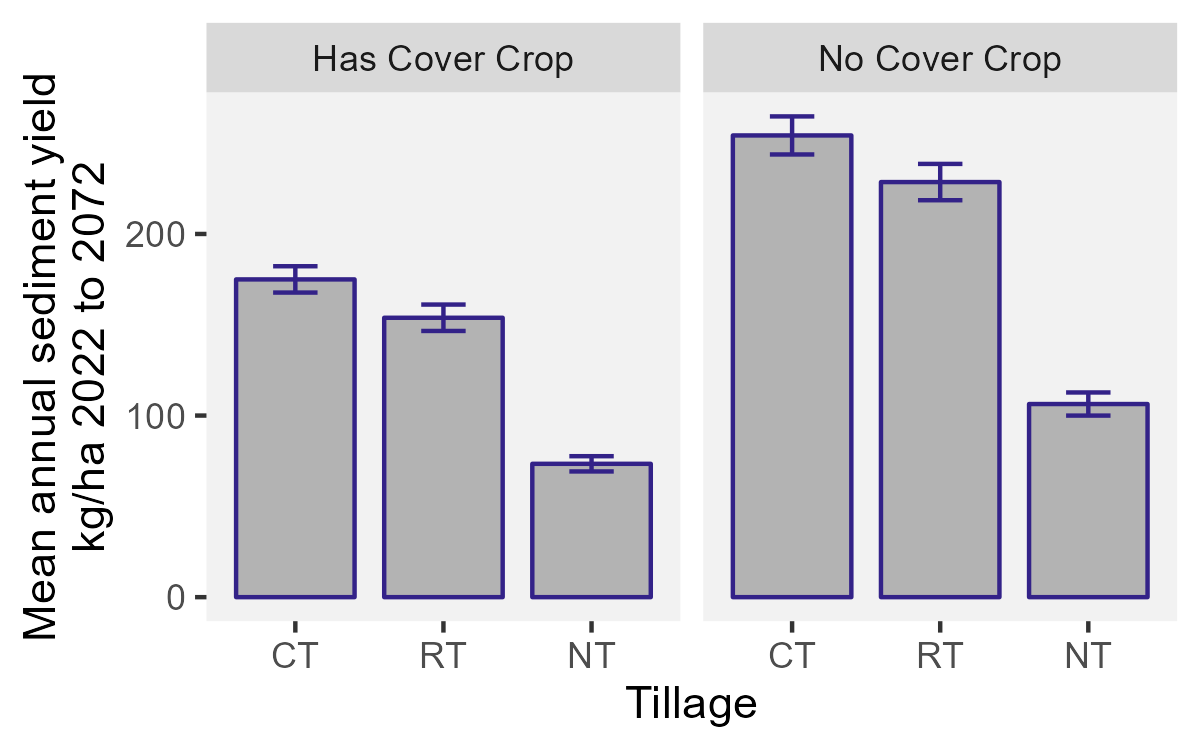 Has Cover Crop
No Cover Crop
Mean annual sediment yield
kg/ha 2022 to 2072
200
100
0
CT
RT
NT
CT
RT
NT
Tillage